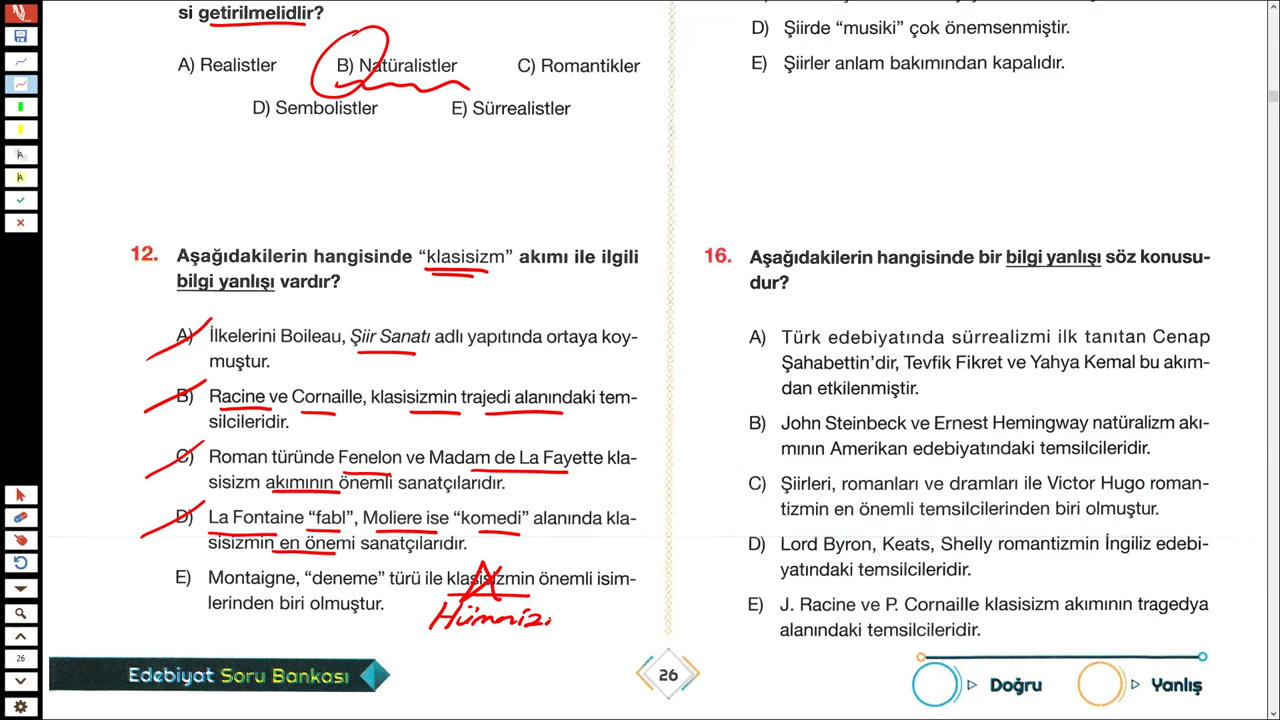 si getirilmelidlir?
A) Realistler B) Natüralistler C) Romantikler
D) Sembolistler E) Sürrealistler
12. Aşağıdakilerin hangisinde “klasisizm” akımı ile ilgili
bilgi yanlışı vardır?
A) İlkelerini Boileau, Şiir Sanatı adlı yapıtında ortaya koy-
muştur.
B) Racine ve Cornaille, klasisizmin trajedi alanındaki tem-
silcileridir.
C) Roman türünde Fenelon ve Madam de La Fayette kla-
sisizm akımının önemli sanatçılarıdır.
D) La Fontaine “fabl”, Moliere ise “komedi” alanında kla-
sisizmin en önemi sanatçılarıdır.
E) Montaigne, “deneme” türü ile klasisizmin önemli isim-
lerinden biri olmuştur.
Edebiyat Soru Bankası
26
D) Şiirde “musiki” çok önemsenmiştir.
E) Şiirler anlam bakımından kapalıdır.
16. Aşağıdakilerin hangisinde bir bilgi yanlışı söz konusu-
dur?
A) Türk edebiyatında sürrealizmi ilk tanıtan Cenap
Şahabettin’dir, Tevfik Fikret ve Yahya Kemal bu akım-
dan etkilenmiştir.
B) John Steinbeck ve Ernest Hemingway natüralizm akı-
mının Amerikan edebiyatındaki temsilcileridir.
C) Şiirleri, romanları ve dramları ile Victor Hugo roman-
tizmin en önemli temsilcilerinden biri olmuştur.
D) Lord Byron, Keats, Shelly romantizmin İngiliz edebi-
yatındaki temsilcileridir.
E) J. Racine ve P. Cornaille klasisizm akımının tragedya
alanındaki temsilcileridir.
Doğru Yanlış
26